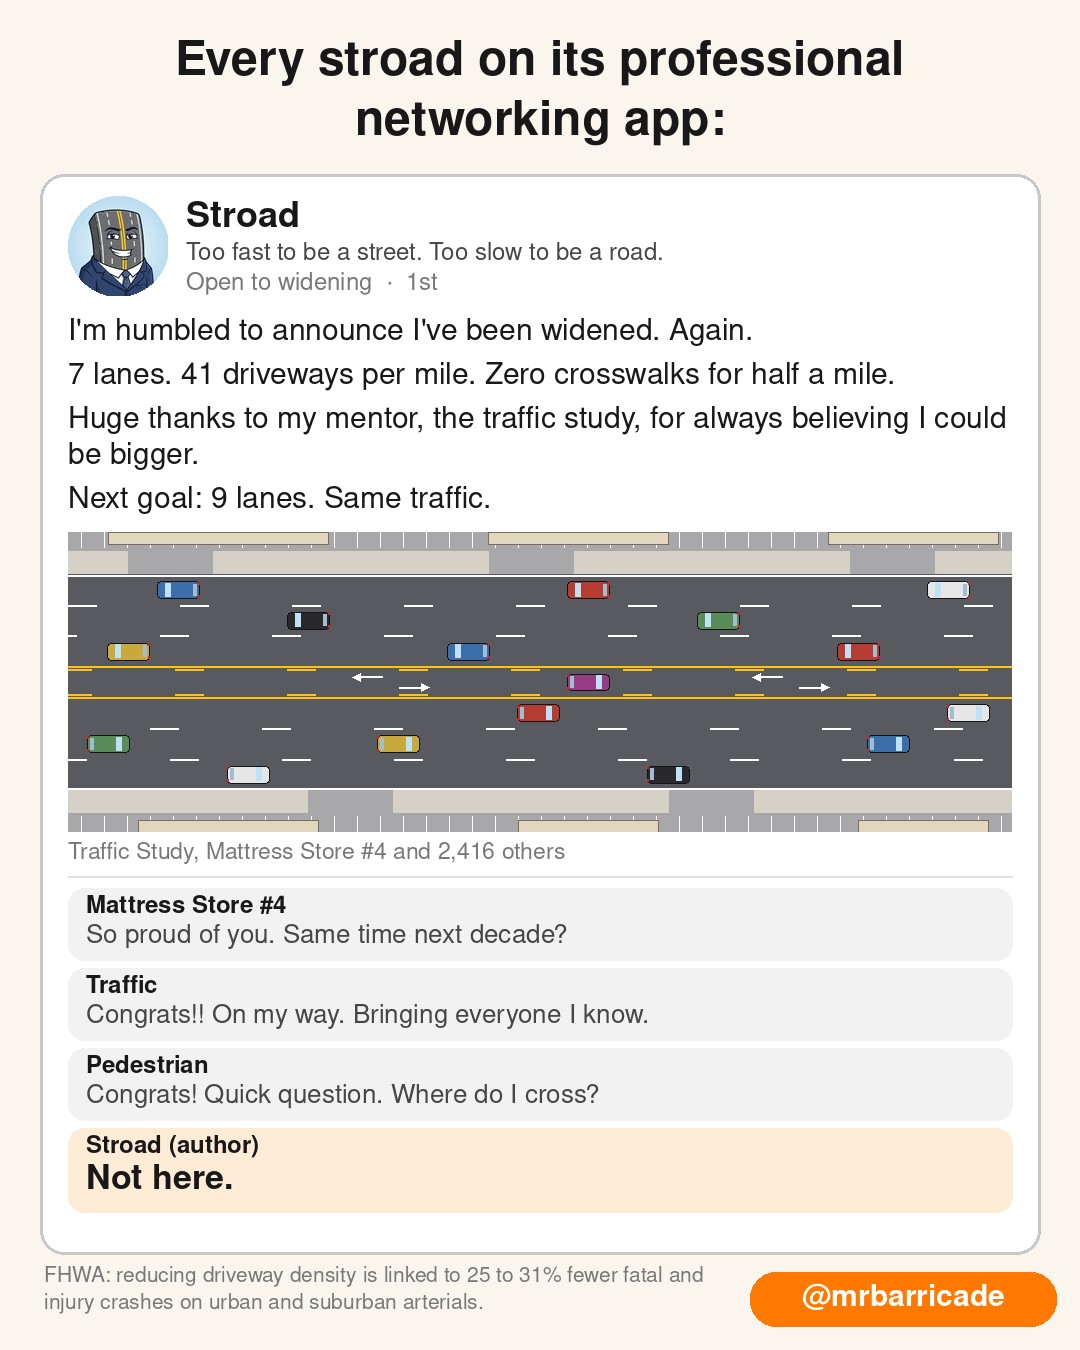 Every stroad on its professional
networking app:
Stroad
Too fast to be a street. Too slow to be a road.
Open to widening · 1st
I'm humbled to announce I've been widened. Again.
7 lanes. 41 driveways per mile. Zero crosswalks for half a mile.
Huge thanks to my mentor, the traffic study, for always believing I could
be bigger.
Next goal: 9 lanes. Same traffic.
Traffic Study, Mattress Store #4 and 2,416 others
Mattress Store #4
So proud of you. Same time next decade?
Traffic
Congrats!! On my way. Bringing everyone I know.
Pedestrian
Congrats! Quick question. Where do I cross?
Stroad (author)
Not here.
FHWA: reducing driveway density is linked to 25 to 31% fewer fatal and
injury crashes on urban and suburban arterials.
@mrbarricade